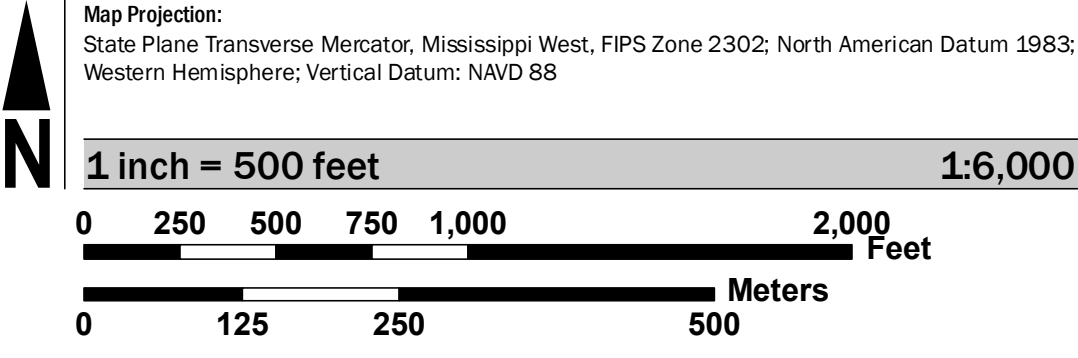 Map Projection:
State Plane Transverse Mercator, Mississippi West, FIPS Zone 2302; North American Datum 1983;
Western Hemisphere; Vertical Datum: NAVD 88
N
1 inch = 500 feet 1:6,000
0 250 500 750 1,000 2,000
Feet
Meters
0 125 250 500